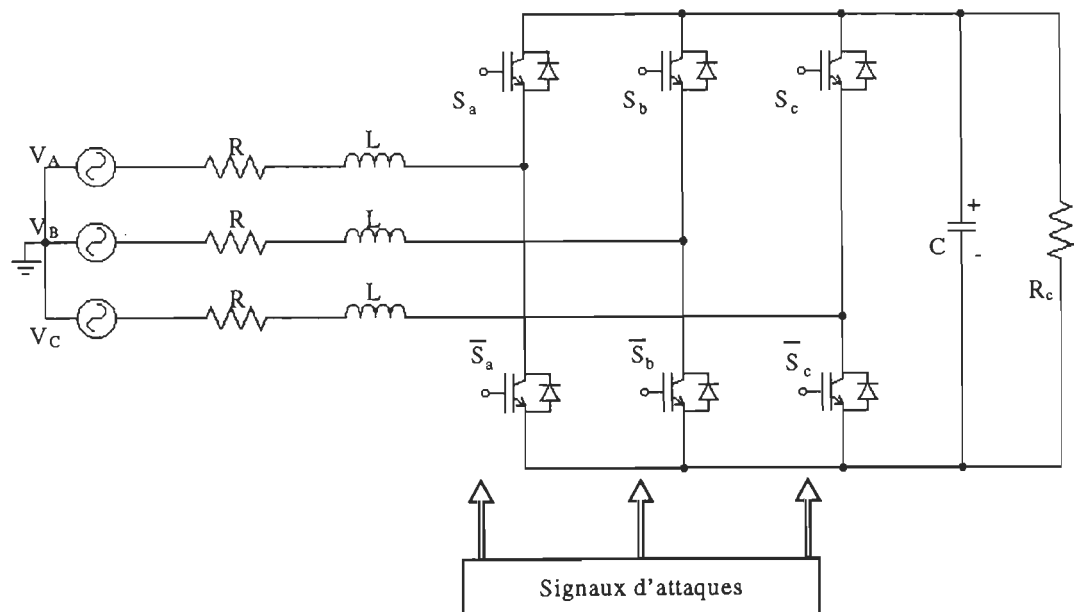 S_a
S_b
S_c
V_A
R
L
V_B
R
L
V_C
R
L
+
C
-
R_c
S̅_a
S̅_b
S̅_c
Signaux d'attaques